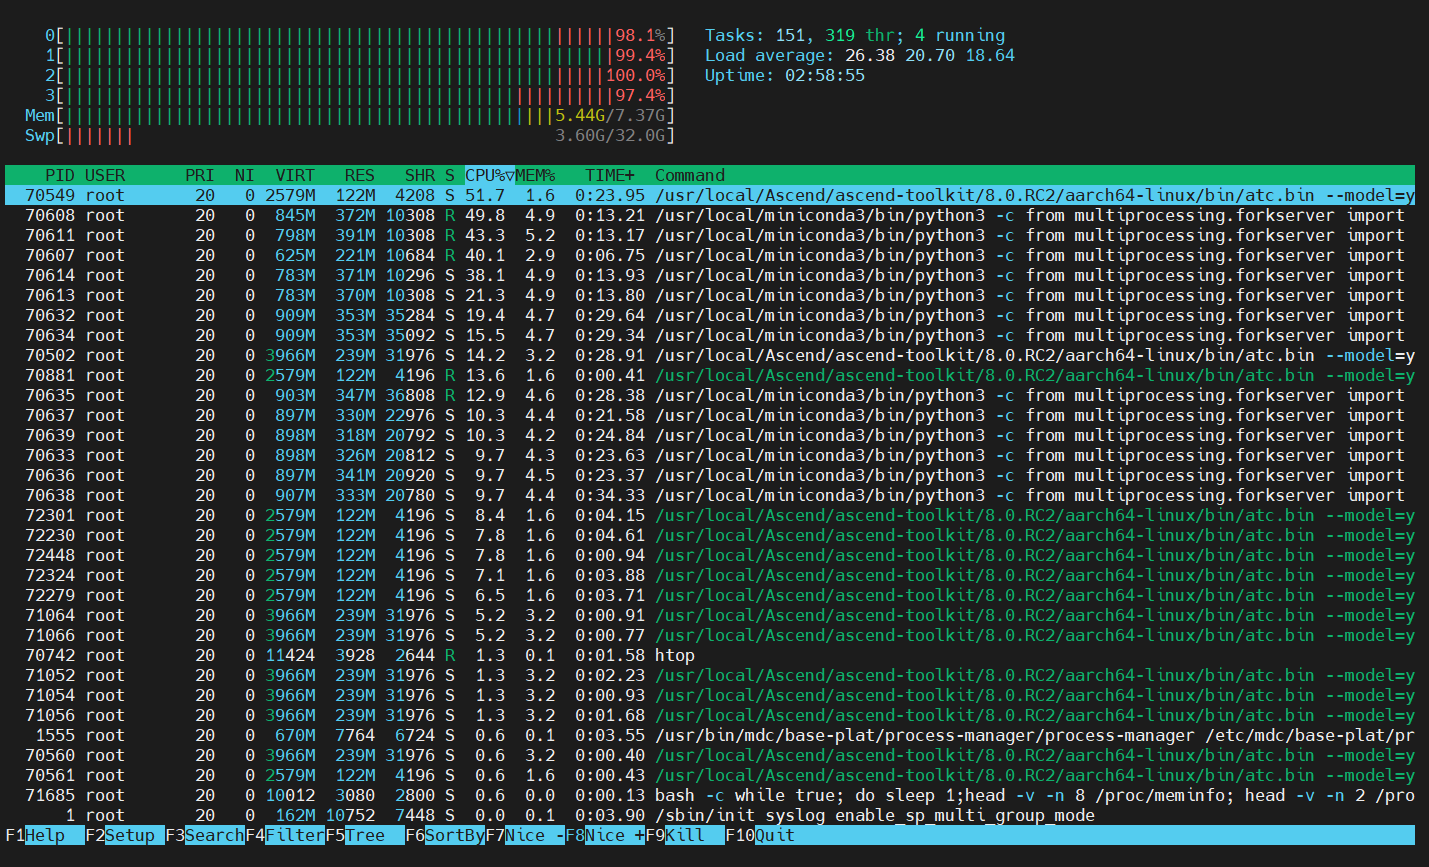 0[||||||||||||||||||||||||||||||||||||||||||||||||||||||98.1%] Tasks: 151, 319 thr; 4 running
1[||||||||||||||||||||||||||||||||||||||||||||||||||||||99.4%] Load average: 26.38 20.70 18.64
2[|||||||||||||||||||||||||||||||||||||||||||||||||||||100.0%] Uptime: 02:58:55
3[||||||||||||||||||||||||||||||||||||||||||||||||||||||97.4%]
Mem[|||||||||||||||||||||||||||||||||||||||||||||||||5.44G/7.37G]
Swp[||||||| 3.60G/32.0G]
PID USER PRI NI VIRT RES SHR S CPU%▽MEM% TIME+ Command
70549 root 20 0 2579M 122M 4208 S 51.7 1.6 0:23.95 /usr/local/Ascend/ascend-toolkit/8.0.RC2/aarch64-linux/bin/atc.bin --model=y
70608 root 20 0 845M 372M 10308 R 49.8 4.9 0:13.21 /usr/local/miniconda3/bin/python3 -c from multiprocessing.forkserver import
70611 root 20 0 798M 391M 10308 R 43.3 5.2 0:13.17 /usr/local/miniconda3/bin/python3 -c from multiprocessing.forkserver import
70607 root 20 0 625M 221M 10684 R 40.1 2.9 0:06.75 /usr/local/miniconda3/bin/python3 -c from multiprocessing.forkserver import
70614 root 20 0 783M 371M 10296 S 38.1 4.9 0:13.93 /usr/local/miniconda3/bin/python3 -c from multiprocessing.forkserver import
70613 root 20 0 783M 370M 10308 S 21.3 4.9 0:13.80 /usr/local/miniconda3/bin/python3 -c from multiprocessing.forkserver import
70632 root 20 0 909M 353M 35284 S 19.4 4.7 0:29.64 /usr/local/miniconda3/bin/python3 -c from multiprocessing.forkserver import
70634 root 20 0 909M 353M 35092 S 15.5 4.7 0:29.34 /usr/local/miniconda3/bin/python3 -c from multiprocessing.forkserver import
70502 root 20 0 3966M 239M 31976 S 14.2 3.2 0:28.91 /usr/local/Ascend/ascend-toolkit/8.0.RC2/aarch64-linux/bin/atc.bin --model=y
70881 root 20 0 2579M 122M 4196 R 13.6 1.6 0:00.41 /usr/local/Ascend/ascend-toolkit/8.0.RC2/aarch64-linux/bin/atc.bin --model=y
70635 root 20 0 903M 347M 36808 R 12.9 4.6 0:28.38 /usr/local/miniconda3/bin/python3 -c from multiprocessing.forkserver import
70637 root 20 0 897M 330M 22976 S 10.3 4.4 0:21.58 /usr/local/miniconda3/bin/python3 -c from multiprocessing.forkserver import
70639 root 20 0 898M 318M 20792 S 10.3 4.2 0:24.84 /usr/local/miniconda3/bin/python3 -c from multiprocessing.forkserver import
70633 root 20 0 898M 326M 20812 S 9.7 4.3 0:23.63 /usr/local/miniconda3/bin/python3 -c from multiprocessing.forkserver import
70636 root 20 0 897M 341M 20920 S 9.7 4.5 0:23.37 /usr/local/miniconda3/bin/python3 -c from multiprocessing.forkserver import
70638 root 20 0 907M 333M 20780 S 9.7 4.4 0:34.33 /usr/local/miniconda3/bin/python3 -c from multiprocessing.forkserver import
72301 root 20 0 2579M 122M 4196 S 8.4 1.6 0:04.15 /usr/local/Ascend/ascend-toolkit/8.0.RC2/aarch64-linux/bin/atc.bin --model=y
72230 root 20 0 2579M 122M 4196 S 7.8 1.6 0:04.61 /usr/local/Ascend/ascend-toolkit/8.0.RC2/aarch64-linux/bin/atc.bin --model=y
72448 root 20 0 2579M 122M 4196 S 7.8 1.6 0:00.94 /usr/local/Ascend/ascend-toolkit/8.0.RC2/aarch64-linux/bin/atc.bin --model=y
72324 root 20 0 2579M 122M 4196 S 7.1 1.6 0:03.88 /usr/local/Ascend/ascend-toolkit/8.0.RC2/aarch64-linux/bin/atc.bin --model=y
72279 root 20 0 2579M 122M 4196 S 6.5 1.6 0:03.71 /usr/local/Ascend/ascend-toolkit/8.0.RC2/aarch64-linux/bin/atc.bin --model=y
71064 root 20 0 3966M 239M 31976 S 5.2 3.2 0:00.91 /usr/local/Ascend/ascend-toolkit/8.0.RC2/aarch64-linux/bin/atc.bin --model=y
71066 root 20 0 3966M 239M 31976 S 5.2 3.2 0:00.77 /usr/local/Ascend/ascend-toolkit/8.0.RC2/aarch64-linux/bin/atc.bin --model=y
70742 root 20 0 11424 3928 2644 R 1.3 0.1 0:01.58 htop
71052 root 20 0 3966M 239M 31976 S 1.3 3.2 0:02.23 /usr/local/Ascend/ascend-toolkit/8.0.RC2/aarch64-linux/bin/atc.bin --model=y
71054 root 20 0 3966M 239M 31976 S 1.3 3.2 0:00.93 /usr/local/Ascend/ascend-toolkit/8.0.RC2/aarch64-linux/bin/atc.bin --model=y
71056 root 20 0 3966M 239M 31976 S 1.3 3.2 0:01.68 /usr/local/Ascend/ascend-toolkit/8.0.RC2/aarch64-linux/bin/atc.bin --model=y
1555 root 20 0 670M 7764 6724 S 0.6 0.1 0:03.55 /usr/bin/mdc/base-plat/process-manager/process-manager /etc/mdc/base-plat/pr
70560 root 20 0 3966M 239M 31976 S 0.6 3.2 0:00.40 /usr/local/Ascend/ascend-toolkit/8.0.RC2/aarch64-linux/bin/atc.bin --model=y
70561 root 20 0 2579M 122M 4196 S 0.6 1.6 0:00.43 /usr/local/Ascend/ascend-toolkit/8.0.RC2/aarch64-linux/bin/atc.bin --model=y
71685 root 20 0 10012 3080 2800 S 0.6 0.0 0:00.13 bash -c while true; do sleep 1;head -v -n 8 /proc/meminfo; head -v -n 2 /pro
1 root 20 0 162M 10752 7448 S 0.0 0.1 0:03.90 /sbin/init syslog enable_sp_multi_group_mode
F1Help F2Setup F3SearchF4FilterF5Tree F6SortByF7Nice -F8Nice +F9Kill F10Quit